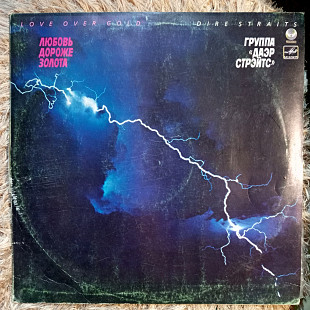 LOVE OVER GOLD DIRE STRAITS
ЛЮБОВЬ
ДОРОЖЕ
ЗОЛОТА
ГРУППА
«ДАЭР
СТРЭЙТС»